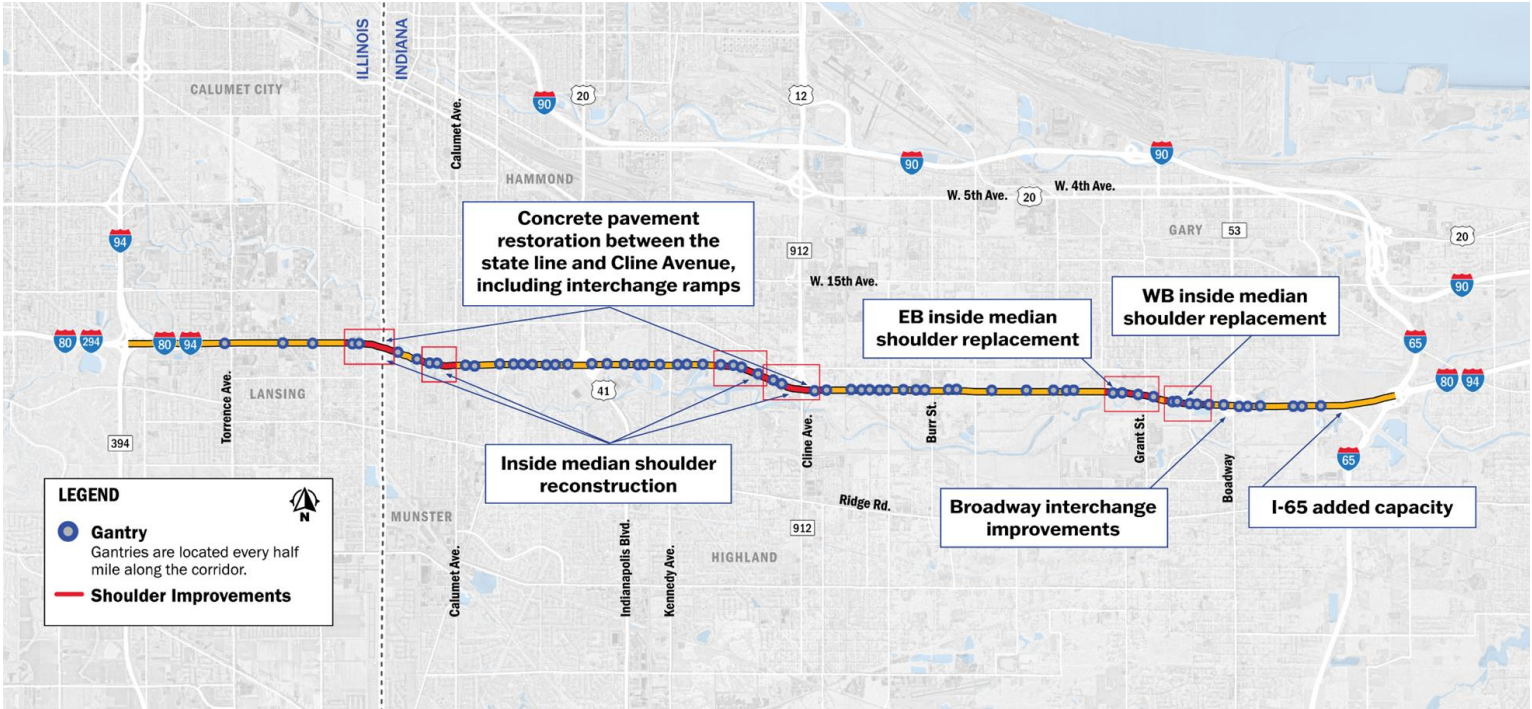 ILLINOIS
INDIANA
CALUMET CITY
Calumet Ave.
90
20
12
HAMMOND
90
90
W. 5th Ave.
20
W. 4th Ave.
GARY
53
20
94
Concrete pavement
restoration between the
state line and Cline Avenue,
including interchange ramps
912
W. 15th Ave.
90
EB inside median
shoulder replacement
WB inside median
shoulder replacement
80
294
80
94
65
80
94
LANSING
Torrence Ave.
41
394
Cline Ave.
Burr St.
Grant St.
Boadway
65
Inside median shoulder
reconstruction
LEGEND
N
Gantry
Gantries are located every half
mile along the corridor.
Shoulder Improvements
MUNSTER
Calumet Ave.
Indianapolis Blvd.
Kennedy Ave.
HIGHLAND
912
Ridge Rd.
Broadway interchange
improvements
I-65 added capacity